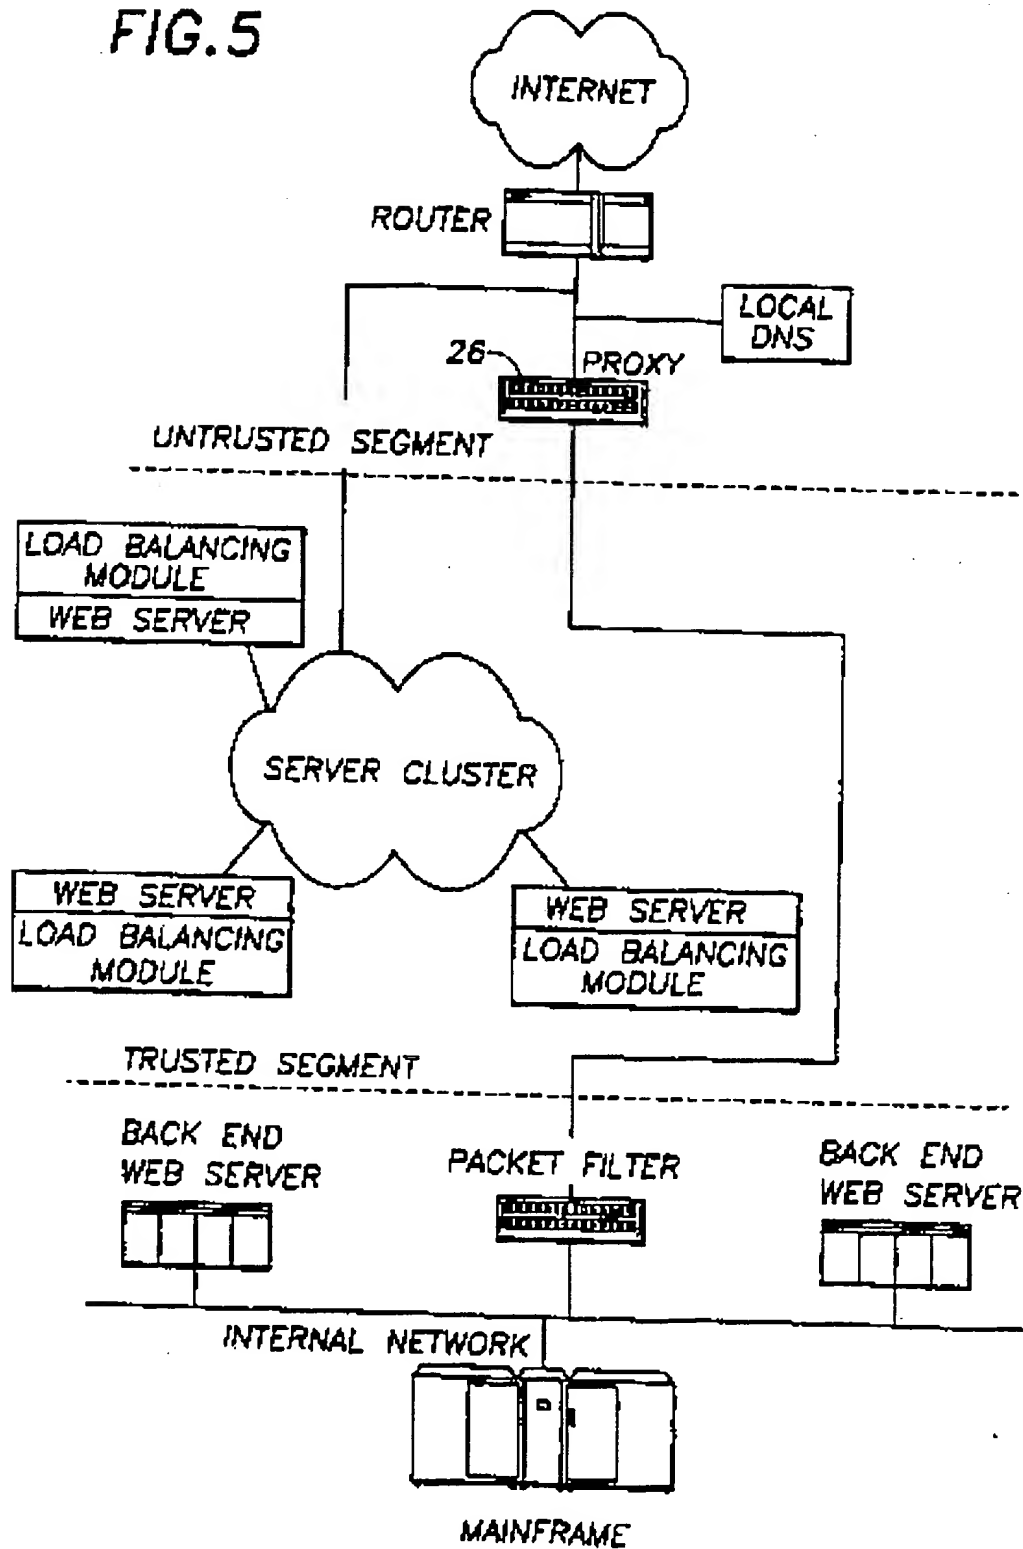 FIG. 5
INTERNET
ROUTER
LOCAL
DNS
26
PROXY
UNTRUSTED SEGMENT
LOAD BALANCING
MODULE
WEB SERVER
SERVER CLUSTER
WEB SERVER
LOAD BALANCING
MODULE
WEB SERVER
LOAD BALANCING
MODULE
TRUSTED SEGMENT
BACK END
WEB SERVER
PACKET FILTER
BACK END
WEB SERVER
INTERNAL NETWORK
MAINFRAME